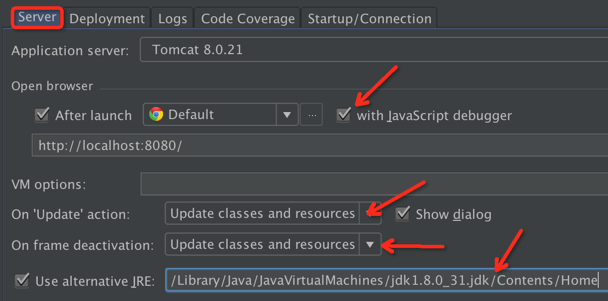 Server Deployment Logs Code Coverage Startup/Connection
Application server: Tomcat 8.0.21
Open browser
After launch Default ... with JavaScript debugger
http://localhost:8080/
VM options:
On 'Update' action: Update classes and resources Show dialog
On frame deactivation: Update classes and resources
Use alternative JRE: /Library/Java/JavaVirtualMachines/jdk1.8.0_31.jdk/Contents/Home